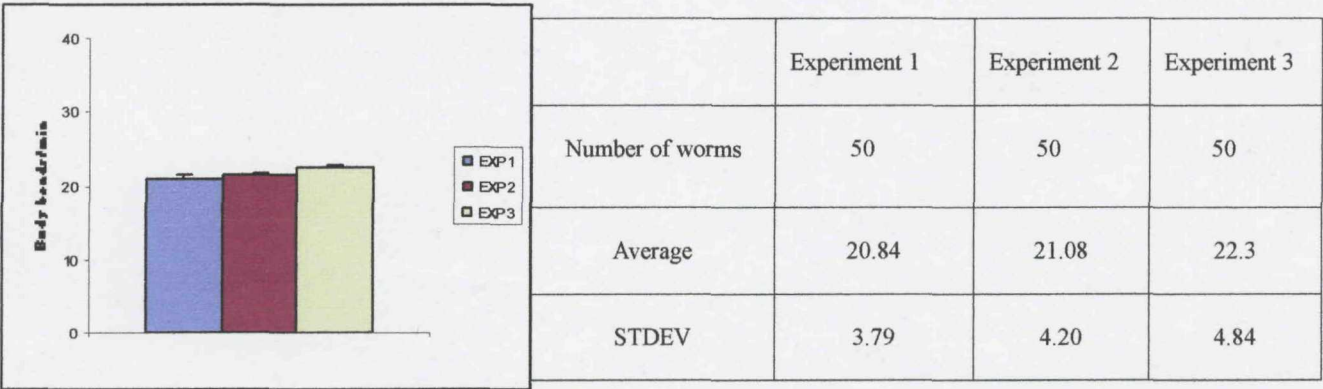 40
30
20
10
0
Body bends/min
EXP1
EXP2
EXP3
Experiment 1 Experiment 2 Experiment 3
Number of worms 50 50 50
Average 20.84 21.08 22.3
STDEV 3.79 4.20 4.84